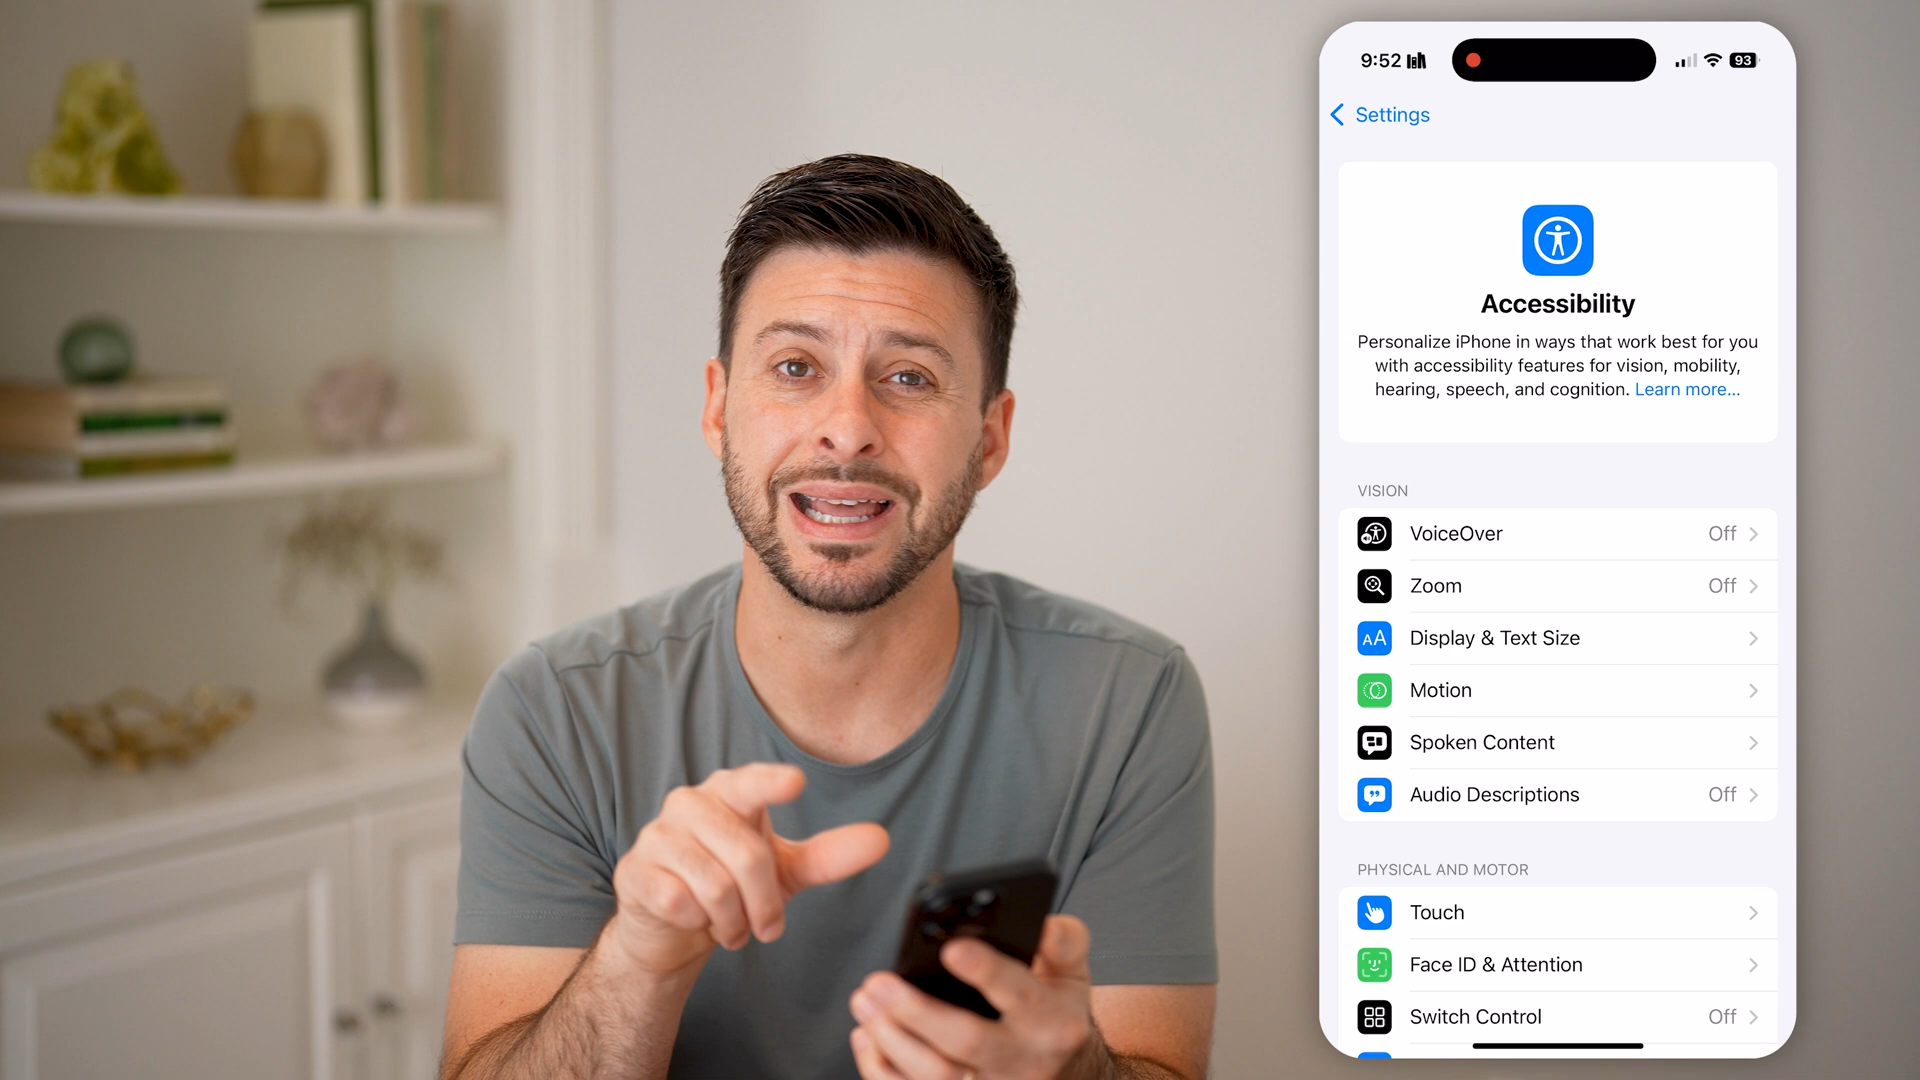 9:52
93
Settings
Accessibility
Personalize iPhone in ways that work best for you
with accessibility features for vision, mobility,
hearing, speech, and cognition. Learn more...
VISION
VoiceOver Off
Zoom Off
AA Display & Text Size
Motion
Spoken Content
Audio Descriptions Off
PHYSICAL AND MOTOR
Touch
Face ID & Attention
Switch Control Off